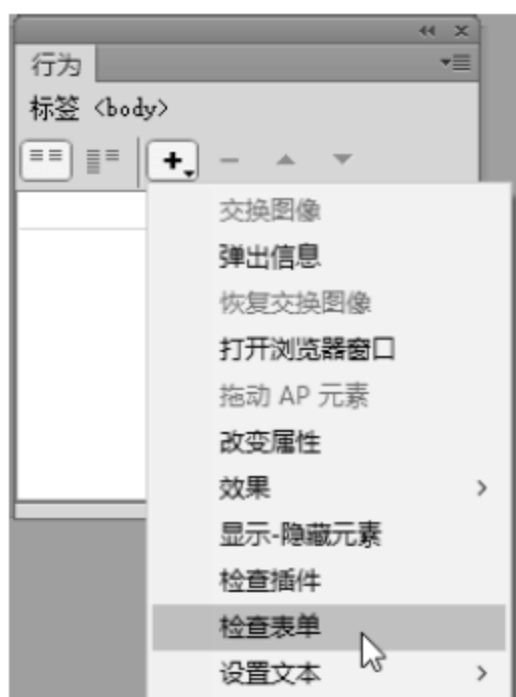 行为
标签 <body>
交换图像
弹出信息
恢复交换图像
打开浏览器窗口
拖动 AP 元素
改变属性
效果
显示-隐藏元素
检查插件
检查表单
设置文本